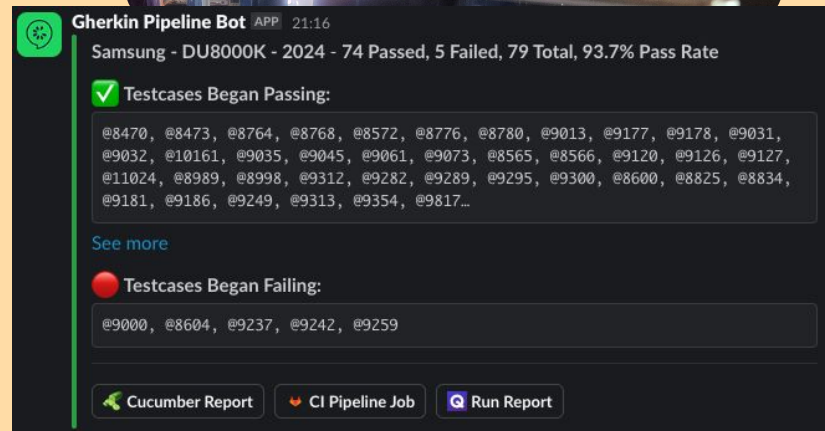 Gherkin Pipeline Bot APP 21:16
Samsung - DU8000K - 2024 - 74 Passed, 5 Failed, 79 Total, 93.7% Pass Rate
Testcases Began Passing:
@8470, @8473, @8764, @8768, @8572, @8776, @8780, @9013, @9177, @9178, @9031,
@9032, @10161, @9035, @9045, @9061, @9073, @8565, @8566, @9120, @9126, @9127,
@11024, @8989, @8998, @9312, @9282, @9289, @9295, @9300, @8600, @8825, @8834,
@9181, @9186, @9249, @9313, @9354, @9817…
See more
Testcases Began Failing:
@9000, @8604, @9237, @9242, @9259
Cucumber Report CI Pipeline Job Run Report